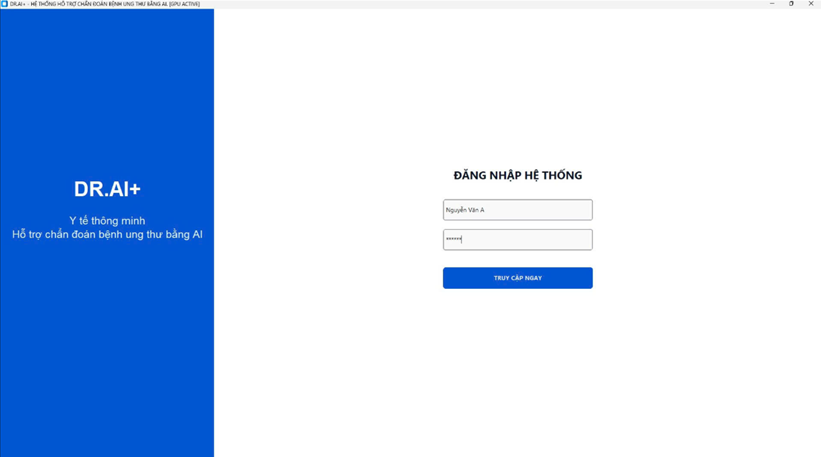 DR.AI+ - HỆ THỐNG HỖ TRỢ CHẨN ĐOÁN BỆNH UNG THƯ BẰNG AI. [GPU ACTIVE]
DR.AI+
Y tế thông minh
Hỗ trợ chẩn đoán bệnh ung thư bằng AI
ĐĂNG NHẬP HỆ THỐNG
Nguyễn Văn A
******
TRUY CẬP NGAY